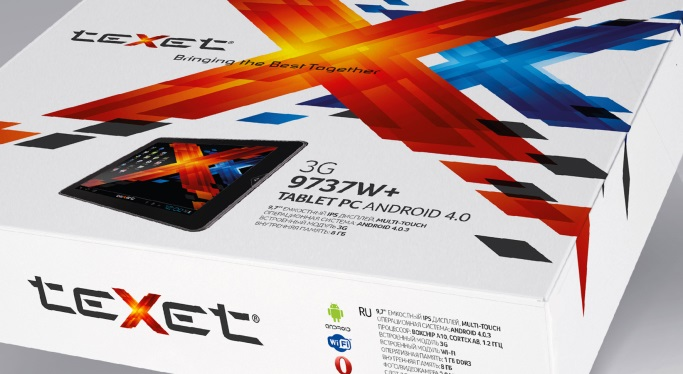 teXet®
Bringing the Best Together
3G
9737W+
TABLET PC ANDROID 4.0
9,7" ЕМКОСТНЫЙ IPS ДИСПЛЕЙ, MULTI-TOUCH
ОПЕРАЦИОННАЯ СИСТЕМА: ANDROID 4.0.3
ВСТРОЕННЫЙ МОДУЛЬ 3G
ВНУТРЕННЯЯ ПАМЯТЬ: 8 ГБ
teXet®
ANDROID
Wi Fi
RU 9,7" ЕМКОСТНЫЙ IPS ДИСПЛЕЙ, MULTI-TOUCH
ОПЕРАЦИОННАЯ СИСТЕМА: ANDROID 4.0.3
ПРОЦЕССОР: BOXCHIP A10, CORTEX A8, 1.2 ГГЦ
ВСТРОЕННЫЙ МОДУЛЬ 3G
ВСТРОЕННЫЙ МОДУЛЬ WI-FI
ОПЕРАТИВНАЯ ПАМЯТЬ: 1 ГБ DDR3
ВНУТРЕННЯЯ ПАМЯТЬ: 8 ГБ